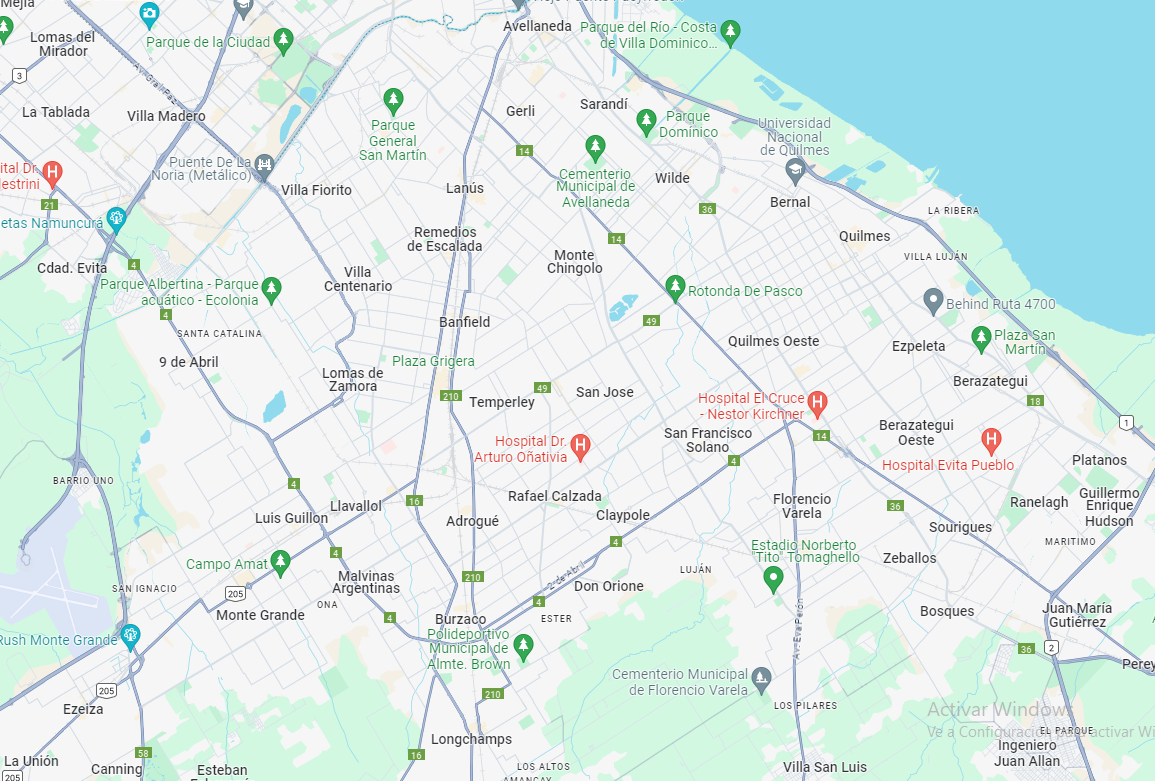 Mejía
Avellaneda
Parque del Río - Costa
de Villa Dominico...
Lomas del
Mirador
Parque de la Ciudad
3
Av. Gral. Paz
La Tablada
Villa Madero
Gerli
Sarandí
Parque
Domínico
Parque
General
San Martín
Universidad
Nacional
de Quilmes
14
Puente De La
Noria (Metálico)
Cementerio
Municipal de
Avellaneda
Wilde
21
Villa Fiorito
Lanús
Bernal
36
LA RIBERA
etas Namuncurá
Remedios
de Escalada
14
Quilmes
Monte
Chingolo
VILLA LUJÁN
Cdad. Evita
4
Villa
Centenario
Parque Albertina - Parque
acuático - Ecolonia
Rotonda De Pasco
Behind Ruta 4700
4
SANTA CATALINA
Banfield
49
Quilmes Oeste
Ezpeleta
Plaza San
Martín
9 de Abril
Plaza Grigera
Lomas de
Zamora
Berazategui
210
49
San Jose
Temperley
Hospital El Cruce
- Nestor Kirchner
18
1
Hospital Dr.
Arturo Oñativia
San Francisco
Solano
14
Berazategui
Oeste
Hospital Evita Pueblo
Platanos
4
BARRIO UNO
4
Rafael Calzada
Llavallol
16
Florencio
Varela
36
Ranelagh
Guillermo
Enrique
Hudson
Luis Guillon
Adrogué
Claypole
Sourigues
MARITIMO
4
4
Estadio Norberto
"Tito" Tomaghello
Zeballos
Campo Amat
LUJÁN
Malvinas
Argentinas
210
2 de Abril
Don Orione
SAN IGNACIO
205
ONA
4
Monte Grande
4
Burzaco
ESTER
Av. Eva Perón
Bosques
Juan María
Gutiérrez
Rush Monte Grande
Polideportivo
Municipal de
Almte. Brown
36
2
Perey
Cementerio Municipal
de Florencio Varela
205
210
Ezeiza
LOS PILARES
Activar Windows
Ve a Configuración para activar Wi
EL PARQUE
Longchamps
Ingeniero
Juan Allan
58
16
La Unión
Canning
Esteban
LOS ALTOS
Villa San Luis
205